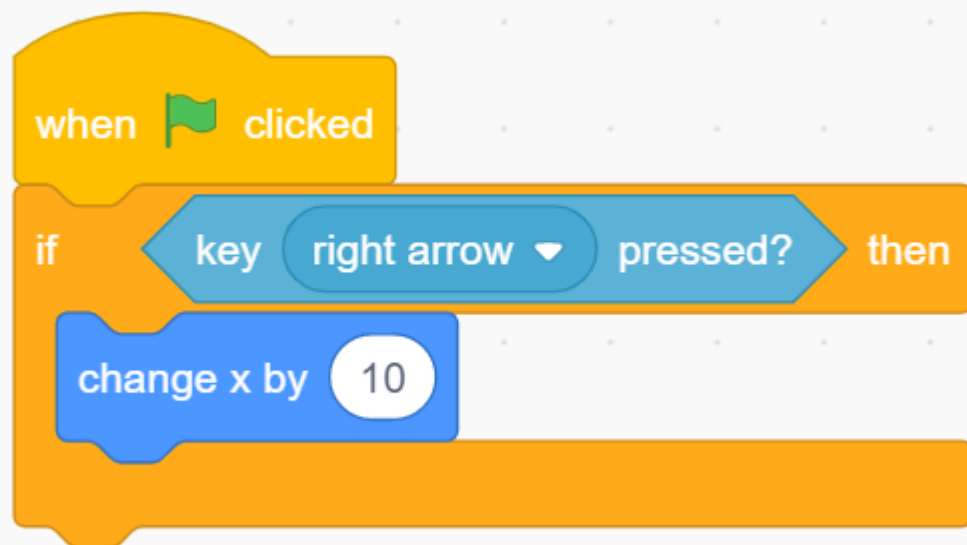 when clicked
if key right arrow pressed? then
change x by 10